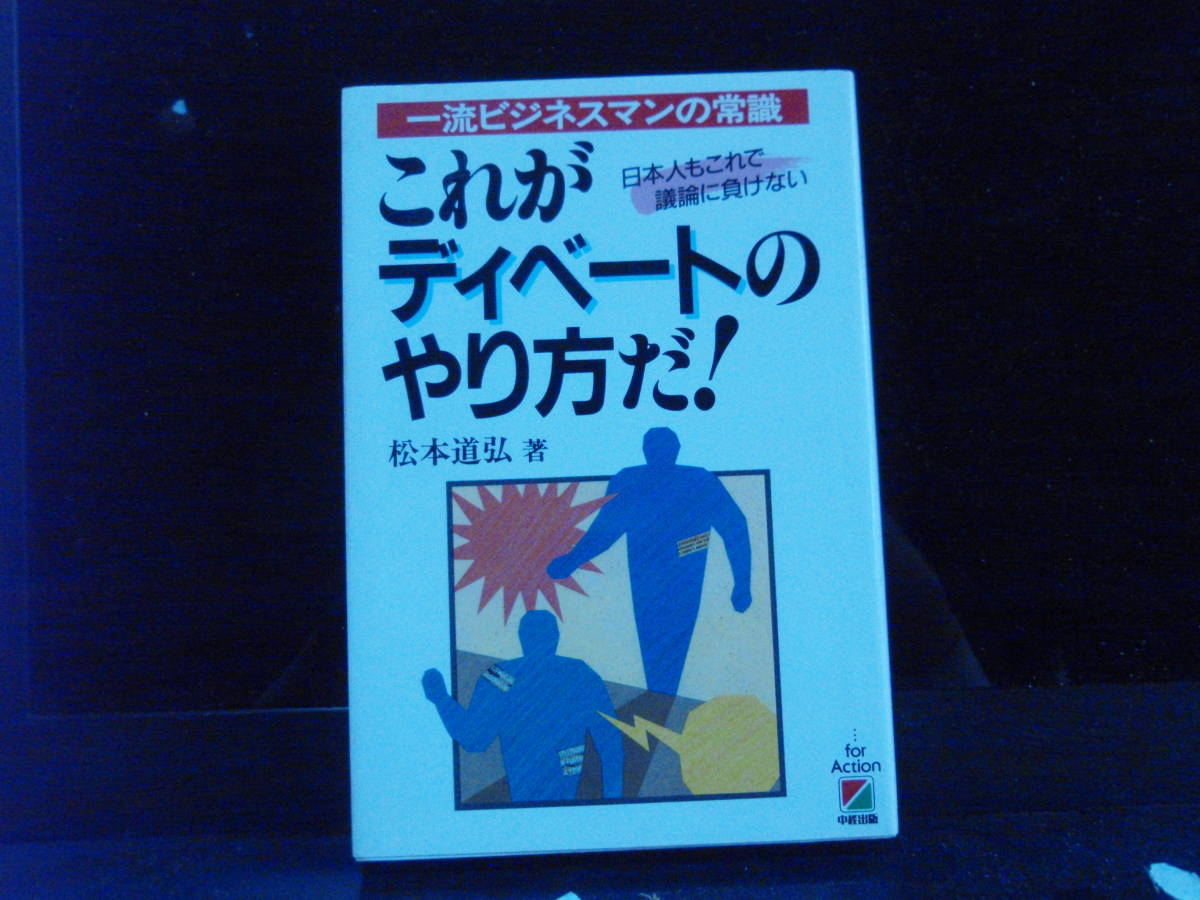 一流ビジネスマンの常識
これが
日本人もこれで
議論に負けない
ディベートの
やり方だ!
松本道弘 著
…for
Action
中経出版